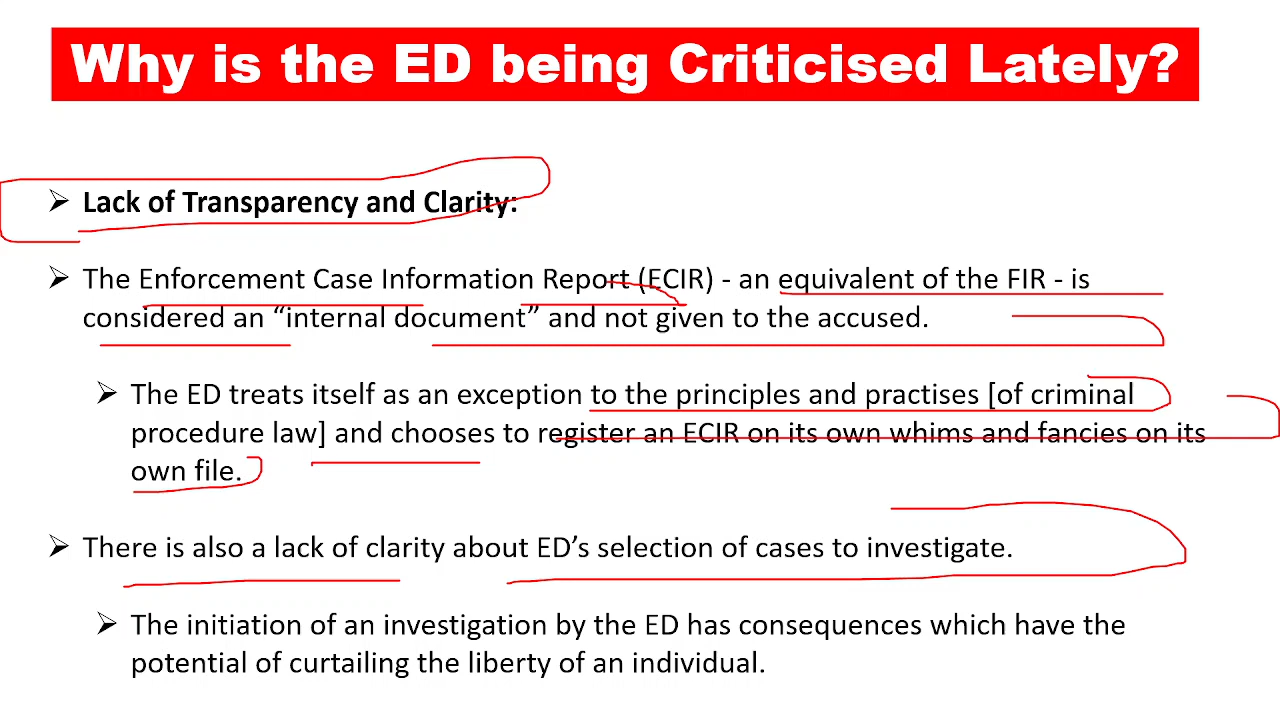 Why is the ED being Criticised Lately?
➢ Lack of Transparency and Clarity:
➢ The Enforcement Case Information Report (ECIR) - an equivalent of the FIR - is
considered an “internal document” and not given to the accused.
➢ The ED treats itself as an exception to the principles and practises [of criminal
procedure law] and chooses to register an ECIR on its own whims and fancies on its
own file.
➢ There is also a lack of clarity about ED’s selection of cases to investigate.
➢ The initiation of an investigation by the ED has consequences which have the
potential of curtailing the liberty of an individual.